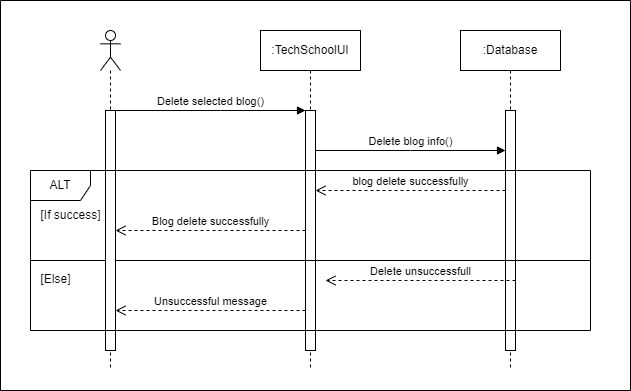 :TechSchoolUI
:Database
Delete selected blog()
Delete blog info()
ALT
blog delete successfully
[If success]
Blog delete successfully
[Else]
Delete unsuccessfull
Unsuccessful message